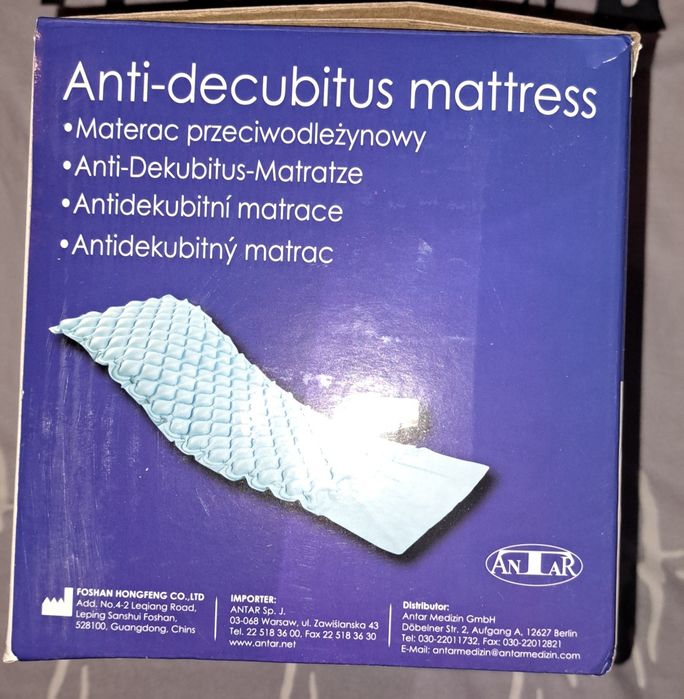 Anti-decubitus mattress
•Materac przeciwodleżynowy
•Anti-Dekubitus-Matratze
•Antidekubitní matrace
•Antidekubitný matrac
ANTAR
FOSHAN HONGFENG CO.,LTD
Add. No.4-2 Leqiang Road,
Leping Sanshui Foshan,
528100, Guangdong, Chins
IMPORTER:
ANTAR Sp. J.
03-068 Warsaw, ul. Zawiślanska 43
Tel. 22 518 36 00, Fax 22 518 36 30
www.antar.net
Distributor:
Antar Medizin GmbH
Döbelner Str. 2, Aufgang A, 12627 Berlin
Tel: 030-22011732, Fax: 030-22012821
E-Mail: antarmedizin@antarmedizin.com